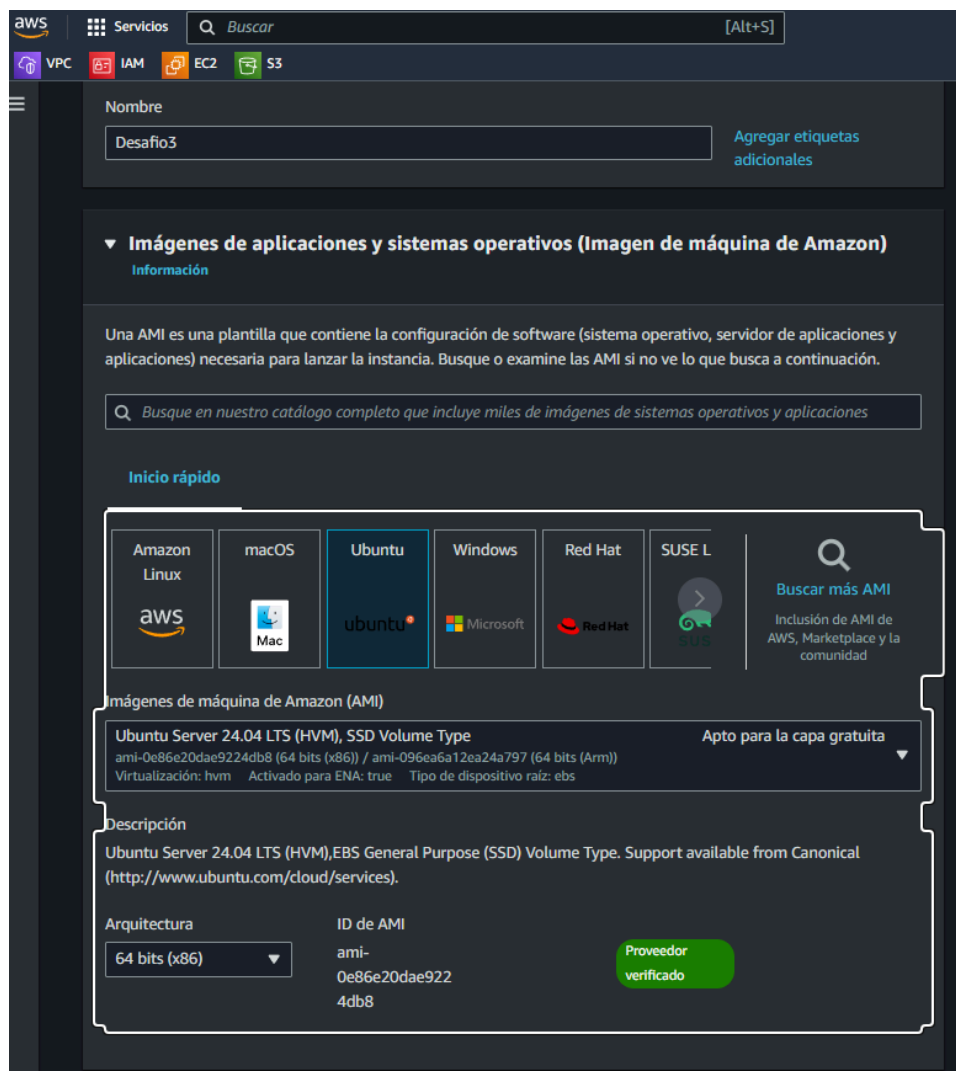 aws
Servicios
Buscar
[Alt+S]
VPC
IAM
EC2
S3
Nombre
Desafio3
Agregar etiquetas
adicionales
Imágenes de aplicaciones y sistemas operativos (Imagen de máquina de Amazon)
Información
Una AMI es una plantilla que contiene la configuración de software (sistema operativo, servidor de aplicaciones y
aplicaciones) necesaria para lanzar la instancia. Busque o examine las AMI si no ve lo que busca a continuación.
Busque en nuestro catálogo completo que incluye miles de imágenes de sistemas operativos y aplicaciones
Inicio rápido
Amazon
Linux
aws
macOS
Mac
Ubuntu
ubuntu
Windows
Microsoft
Red Hat
Red Hat
SUSE L
SUS
Buscar más AMI
Inclusión de AMI de
AWS, Marketplace y la
comunidad
Imágenes de máquina de Amazon (AMI)
Ubuntu Server 24.04 LTS (HVM), SSD Volume Type
Apto para la capa gratuita
ami-0e86e20dae9224db8 (64 bits (x86)) / ami-096ea6a12ea24a797 (64 bits (Arm))
Virtualización: hvm Activado para ENA: true Tipo de dispositivo raíz: ebs
Descripción
Ubuntu Server 24.04 LTS (HVM),EBS General Purpose (SSD) Volume Type. Support available from Canonical
(http://www.ubuntu.com/cloud/services).
Arquitectura
64 bits (x86)
ID de AMI
ami-
0e86e20dae922
4db8
Proveedor
verificado